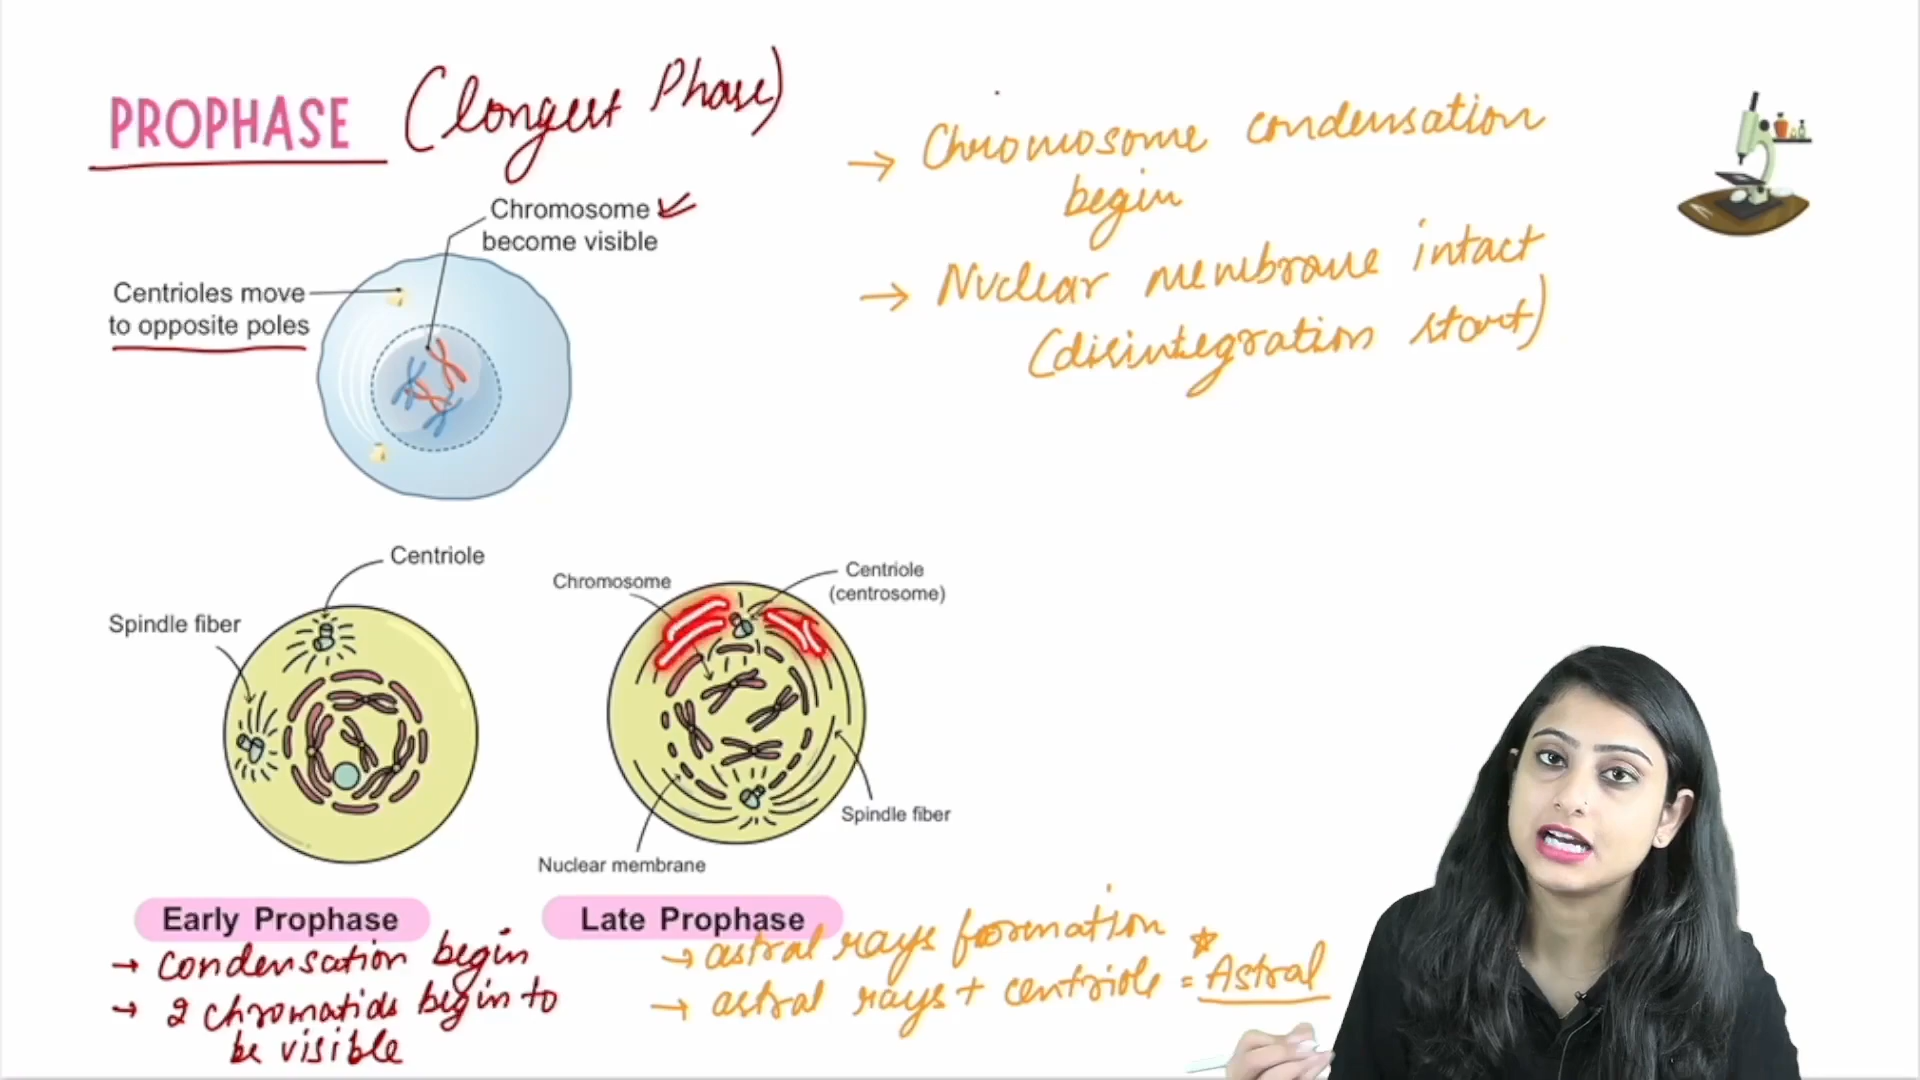 PROPHASE (longest Phase)
→ Chromosome condensation
begin
→ Nuclear membrane intact
(disintegration start)
Chromosome
become visible
Centrioles move
to opposite poles
Centriole
Spindle fiber
Chromosome
Centriole
(centrosome)
Spindle fiber
Nuclear membrane
Early Prophase
→ condensation begin
→ 2 chromatids begin to
be visible
Late Prophase
→ astral rays formation
→ astral rays + centriole = Astral